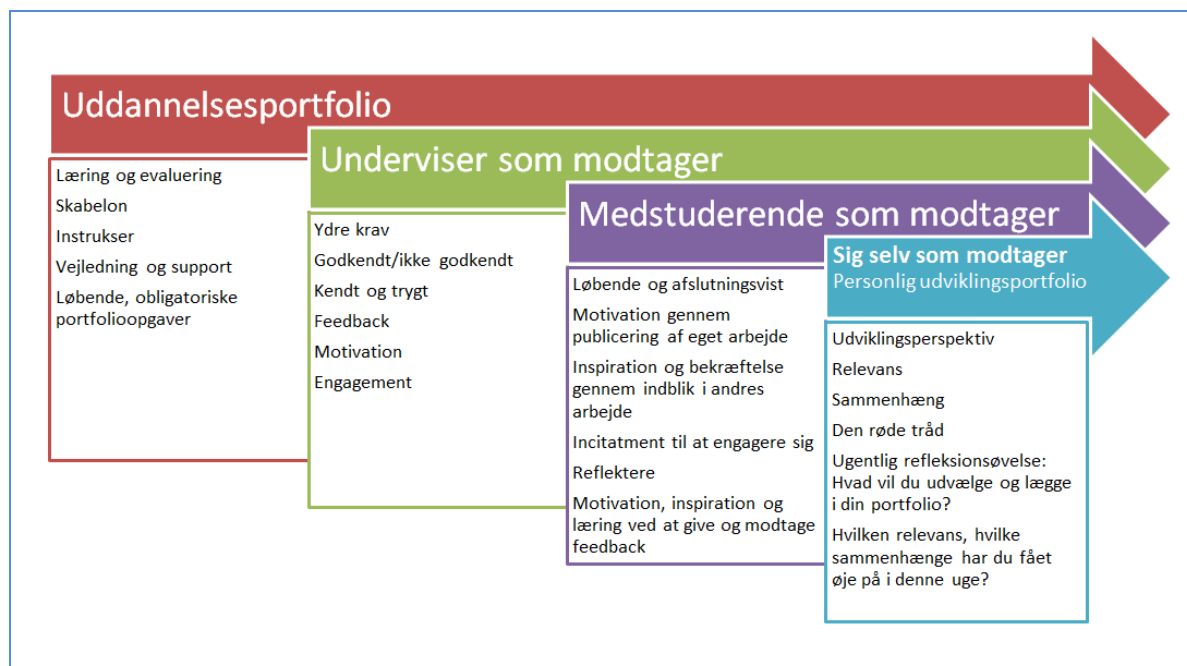 Uddannelsesportfolio
Læring og evaluering
Skabelon
Instrukser
Vejledning og support
Løbende, obligatoriske
portfolioopgaver
Underviser som modtager
Ydre krav
Godkendt/ikke godkendt
Kendt og trygt
Feedback
Motivation
Engagement
Medstuderende som modtager
Løbende og afslutningsvist
Motivation gennem
publicering af eget arbejde
Inspiration og bekræftelse
gennem indblik i andres
arbejde
Incitatment til at engagere sig
Reflektere
Motivation, inspiration og
læring ved at give og modtage
feedback
Sig selv som modtager
Personlig udviklingsportfolio
Udviklingsperspektiv
Relevans
Sammenhæng
Den røde tråd
Ugentlig refleksionsøvelse:
Hvad vil du udvælge og lægge
i din portfolio?
Hvilken relevans, hvilke
sammenhænge har du fået
øje på i denne uge?